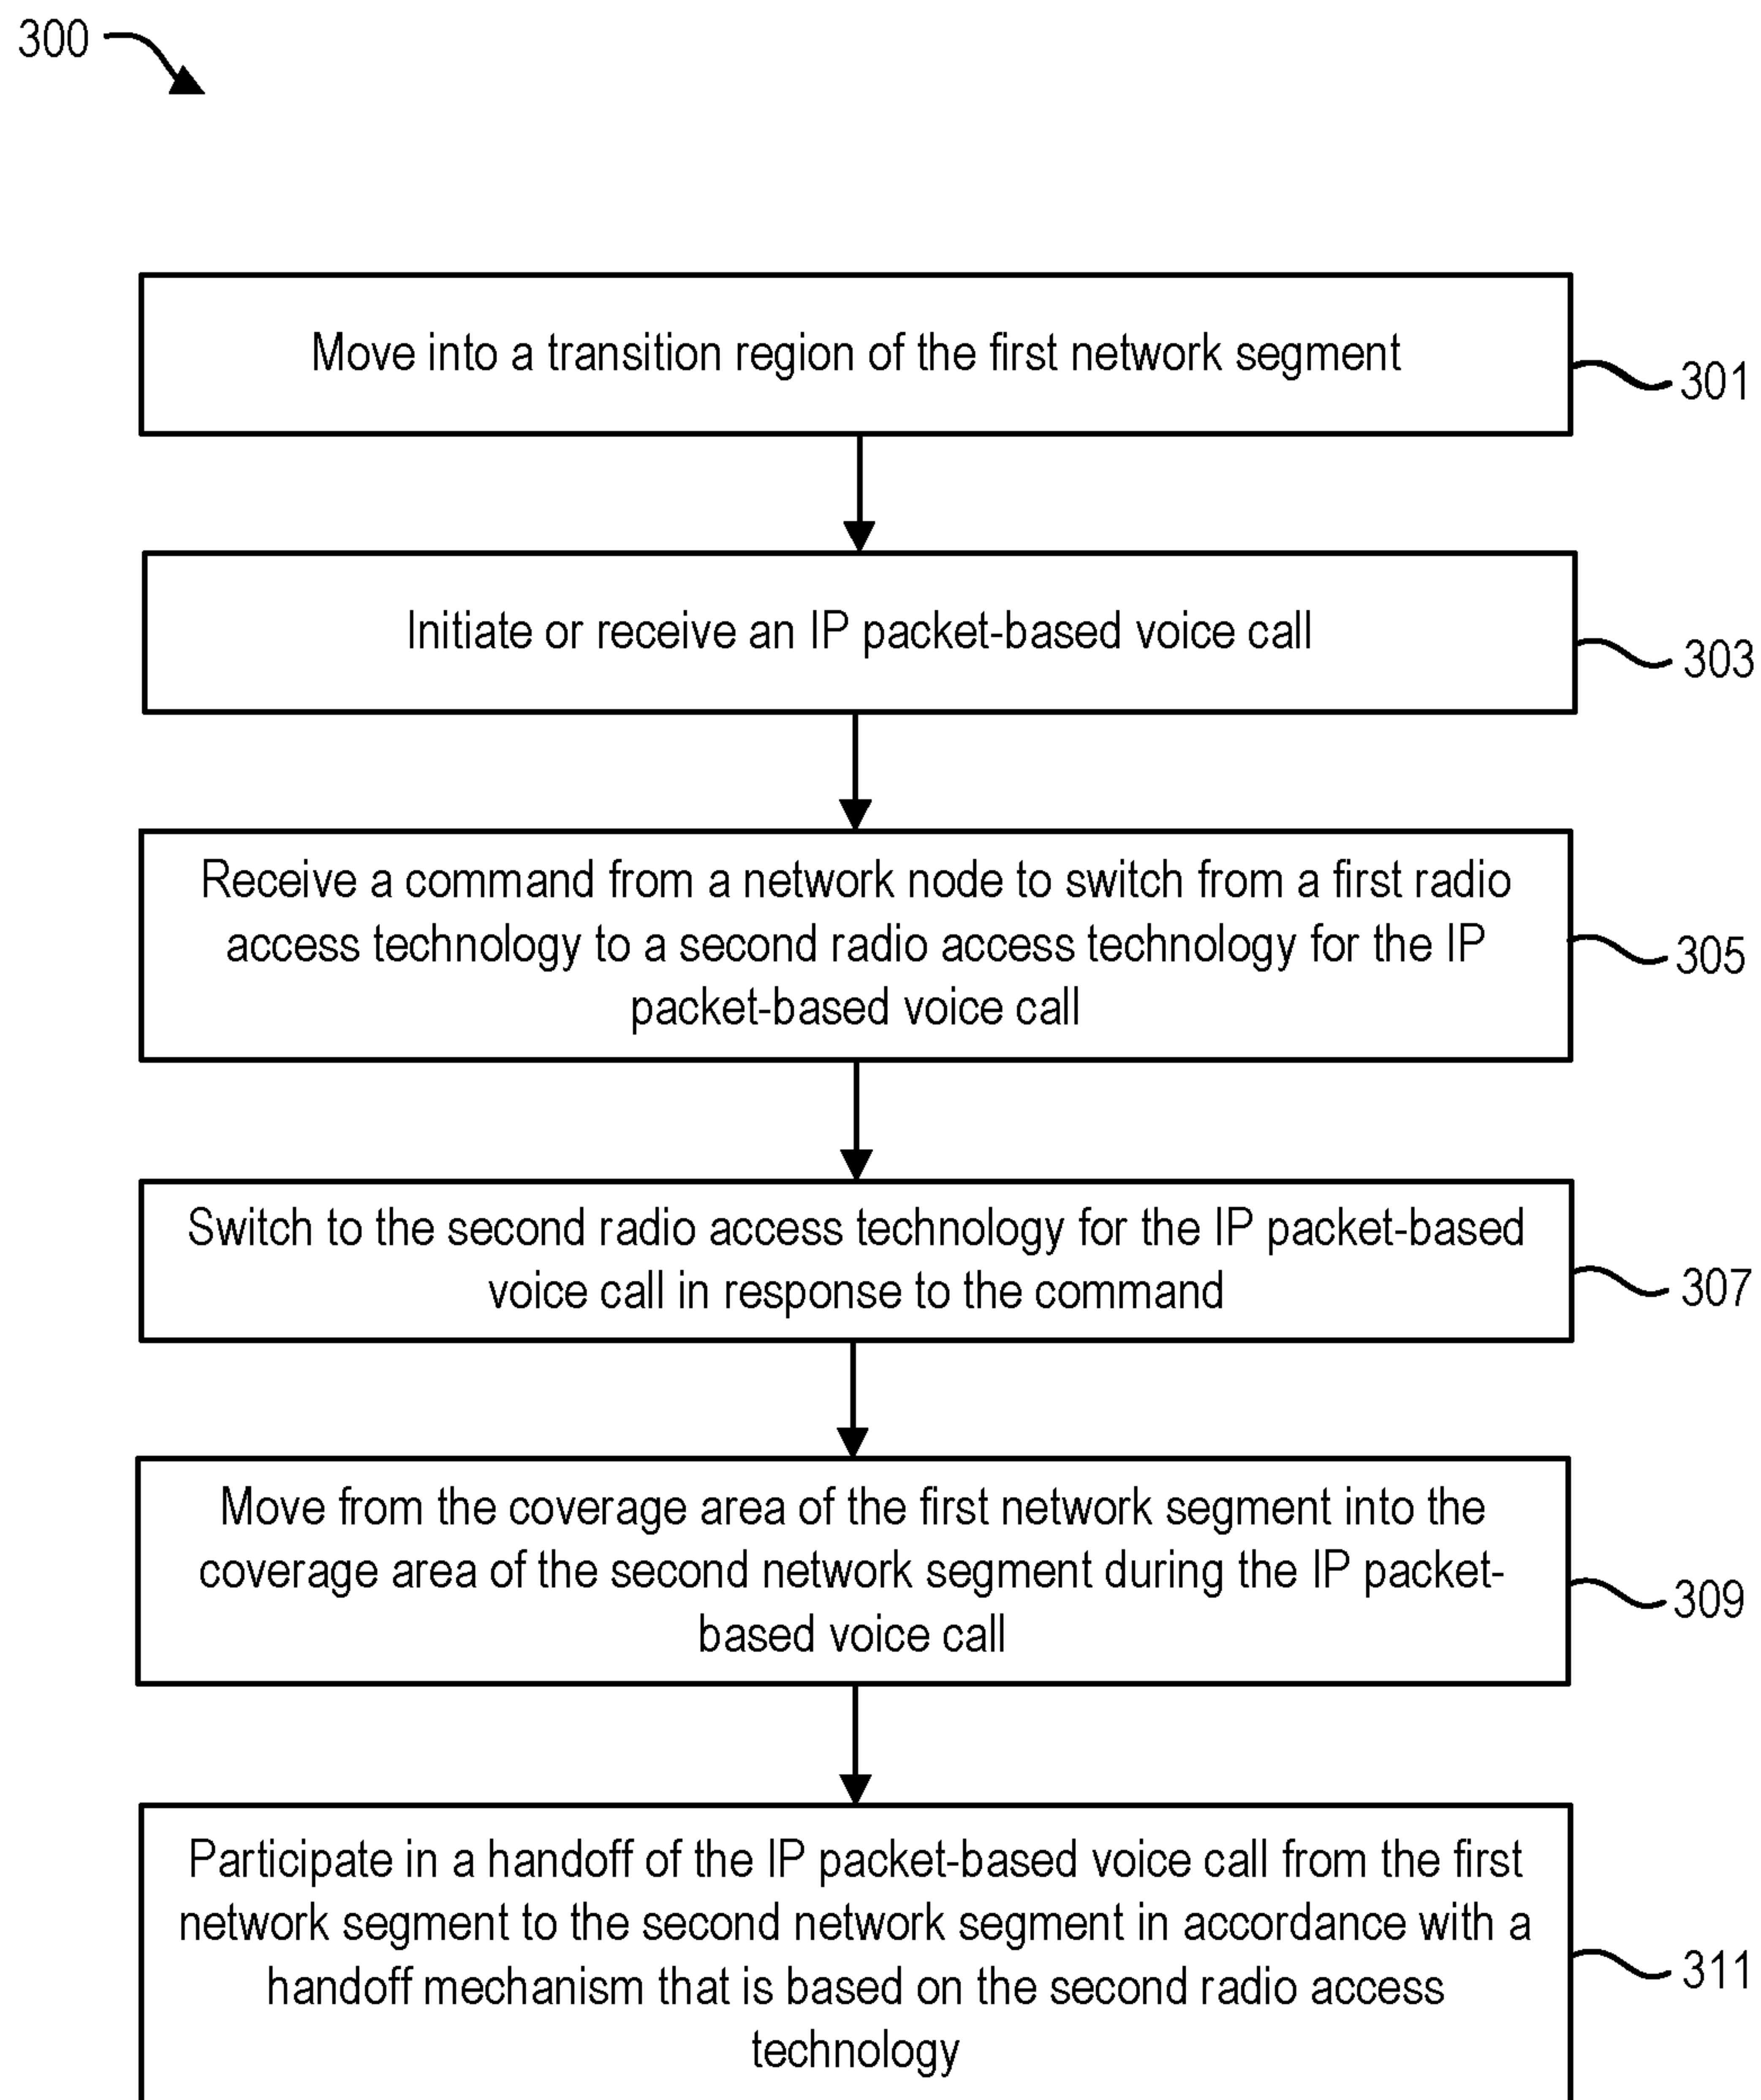 300
Move into a transition region of the first network segment
301
Initiate or receive an IP packet-based voice call
303
Receive a command from a network node to switch from a first radio
access technology to a second radio access technology for the IP
packet-based voice call
305
Switch to the second radio access technology for the IP packet-based
voice call in response to the command
307
Move from the coverage area of the first network segment into the
coverage area of the second network segment during the IP packet-
based voice call
309
Participate in a handoff of the IP packet-based voice call from the first
network segment to the second network segment in accordance with a
handoff mechanism that is based on the second radio access
technology
311